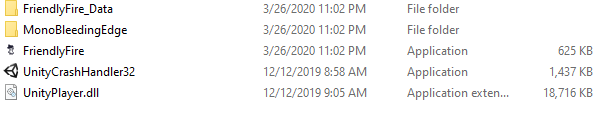 FriendlyFire_Data 3/26/2020 11:02 PM File folder
MonoBleedingEdge 3/26/2020 11:02 PM File folder
FriendlyFire 3/26/2020 11:02 PM Application 625 KB
UnityCrashHandler32 12/12/2019 8:58 AM Application 1,437 KB
UnityPlayer.dll 12/12/2019 9:05 AM Application exten... 18,716 KB